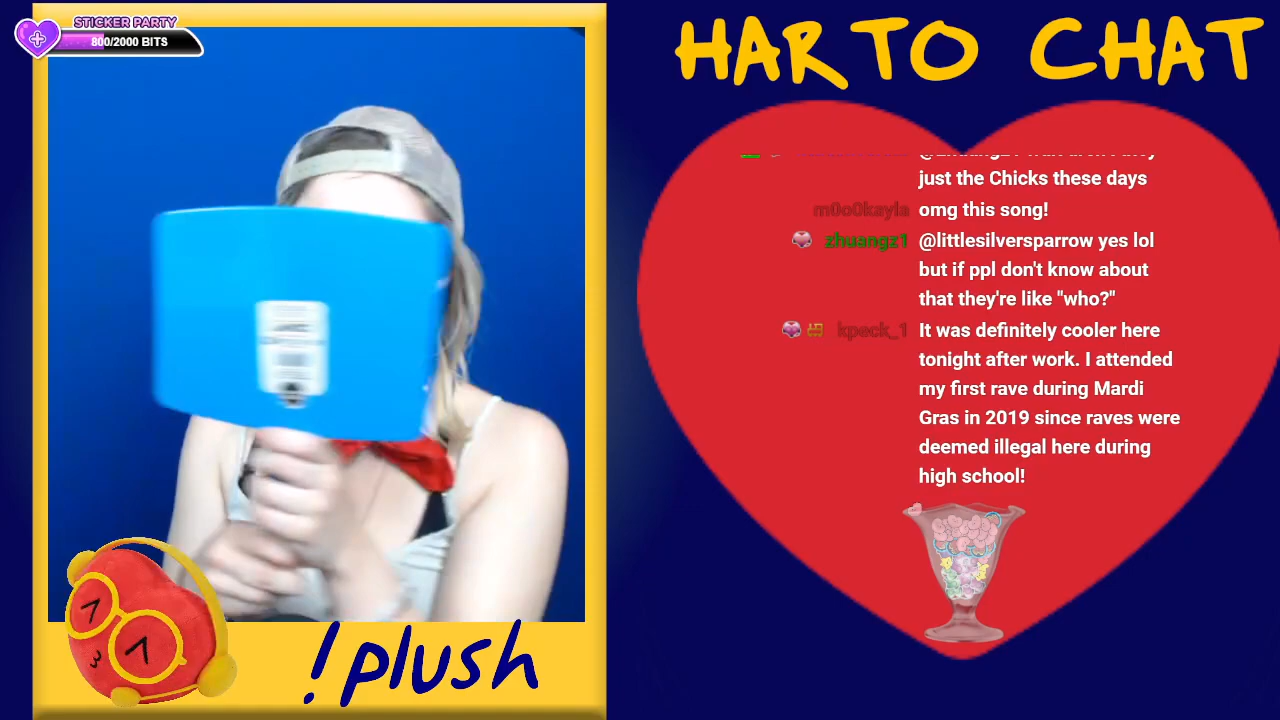 STICKER PARTY
800/2000 BITS
HARTO CHAT
just the Chicks these days
m0o0kayla omg this song!
zhuangz1 @littlesilversparrow yes lol
but if ppl don't know about
that they're like "who?"
kpeck_1 It was definitely cooler here
tonight after work. I attended
my first rave during Mardi
Gras in 2019 since raves were
deemed illegal here during
high school!
!plush